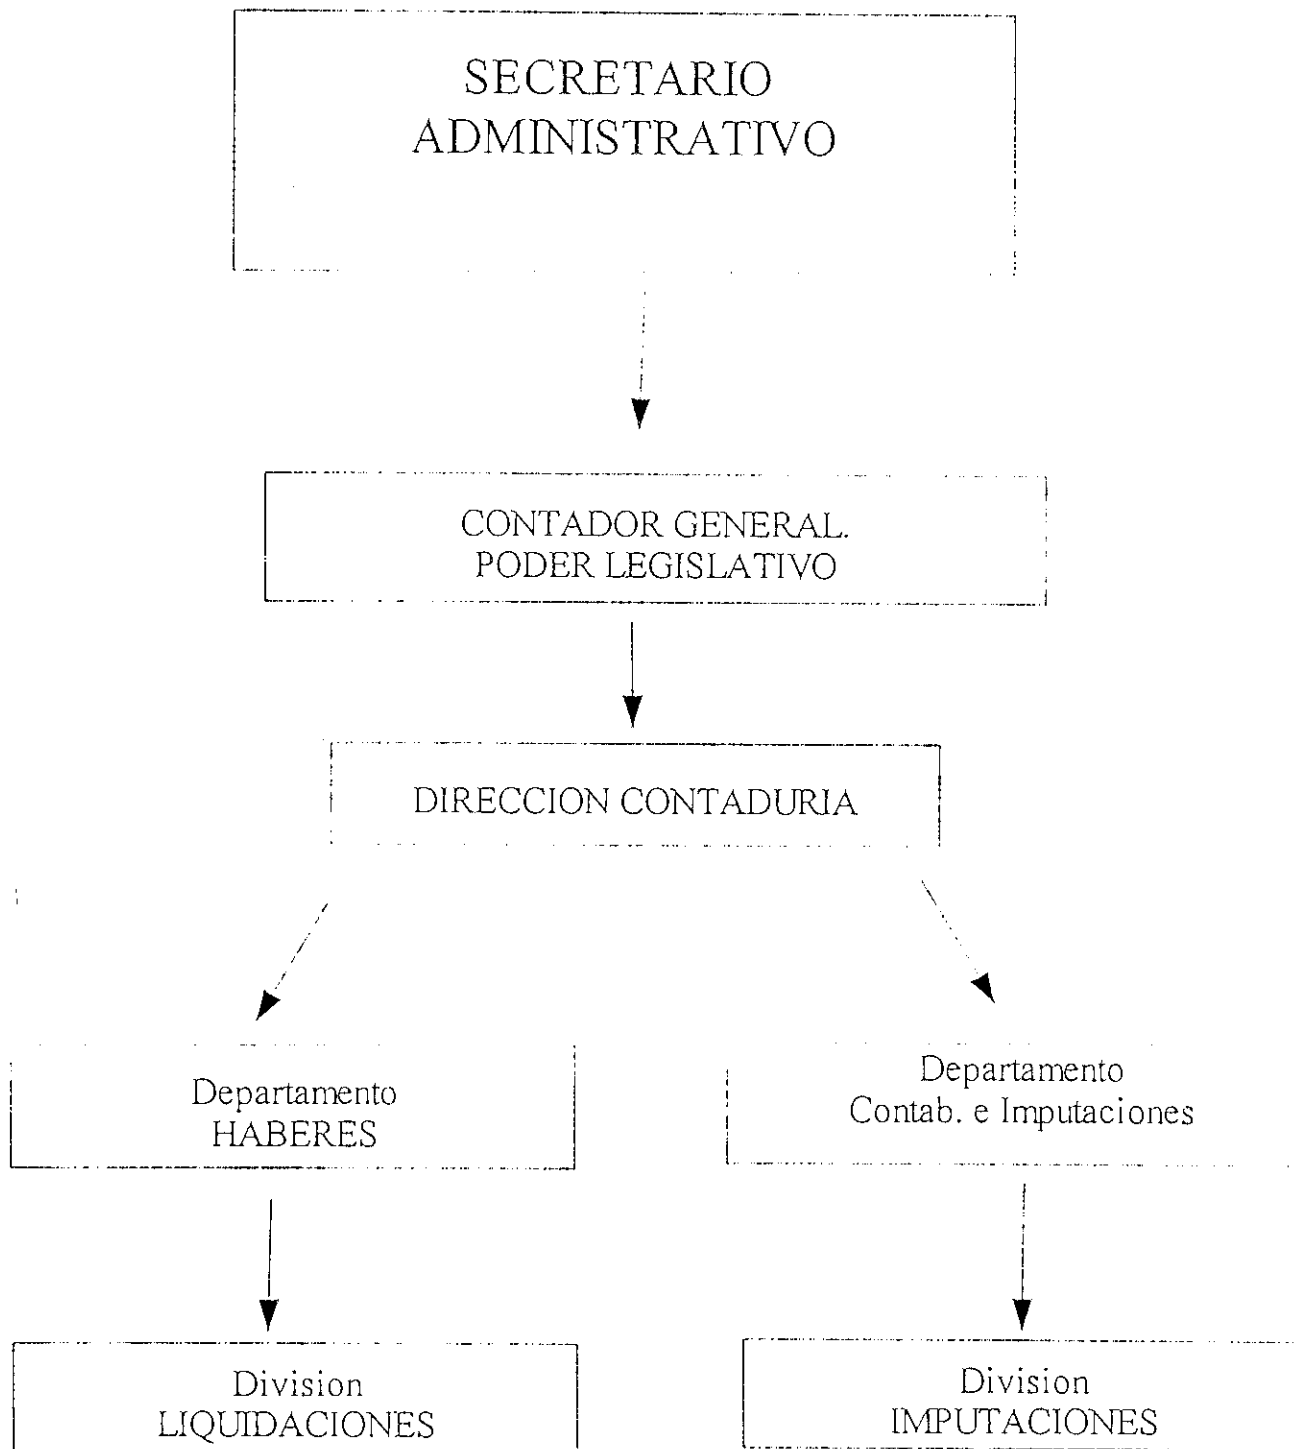 SECRETARIO
ADMINISTRATIVO
CONTADOR GENERAL.
PODER LEGISLATIVO
DIRECCION CONTADURIA
Departamento
HABERES
Departamento
Contab. e Imputaciones
Division
LIQUIDACIONES
Division
IMPUTACIONES